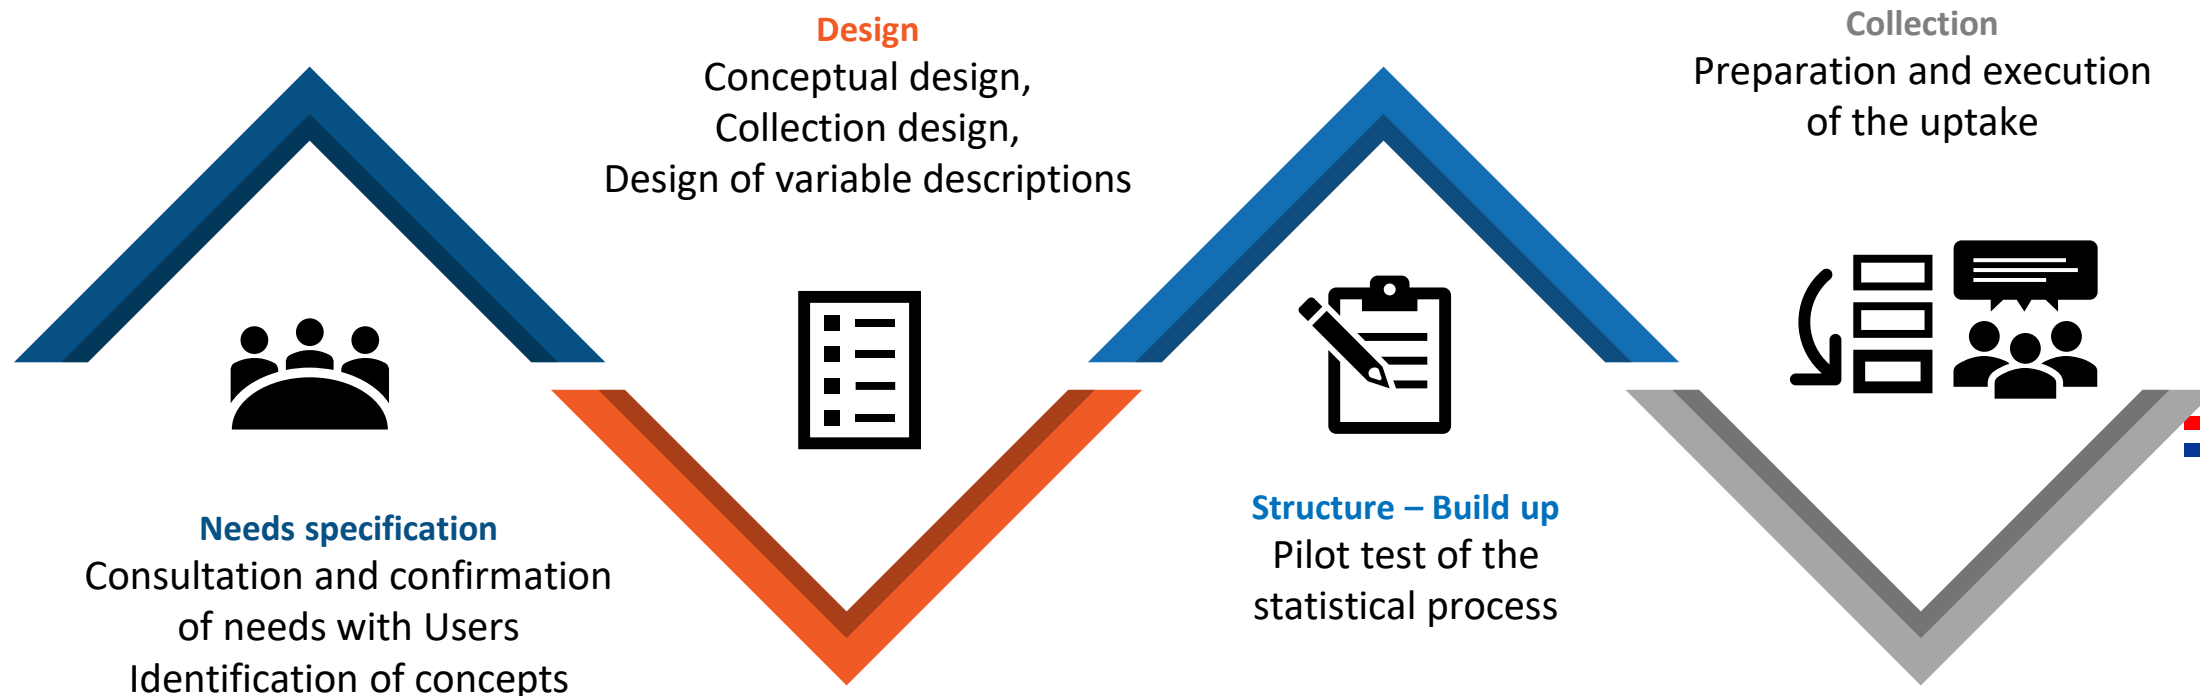 Needs specification
Consultation and confirmation
of needs with Users
Identification of concepts
Design
Conceptual design,
Collection design,
Design of variable descriptions
Structure – Build up
Pilot test of the
statistical process
Collection
Preparation and execution
of the uptake